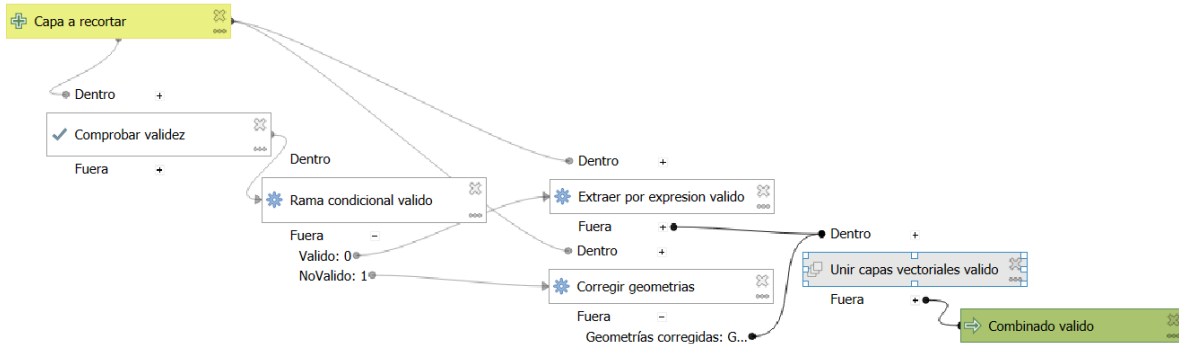 Capa a recortar
Dentro +
Comprobar validez
Fuera +
Dentro
Rama condicional valido
Fuera -
Valido: 0
NoValido: 1
Dentro +
Extraer por expresion valido
Fuera +
Dentro +
Corregir geometrias
Fuera -
Geometrías corregidas: G...
Dentro +
Unir capas vectoriales valido
Fuera +
Combinado valido